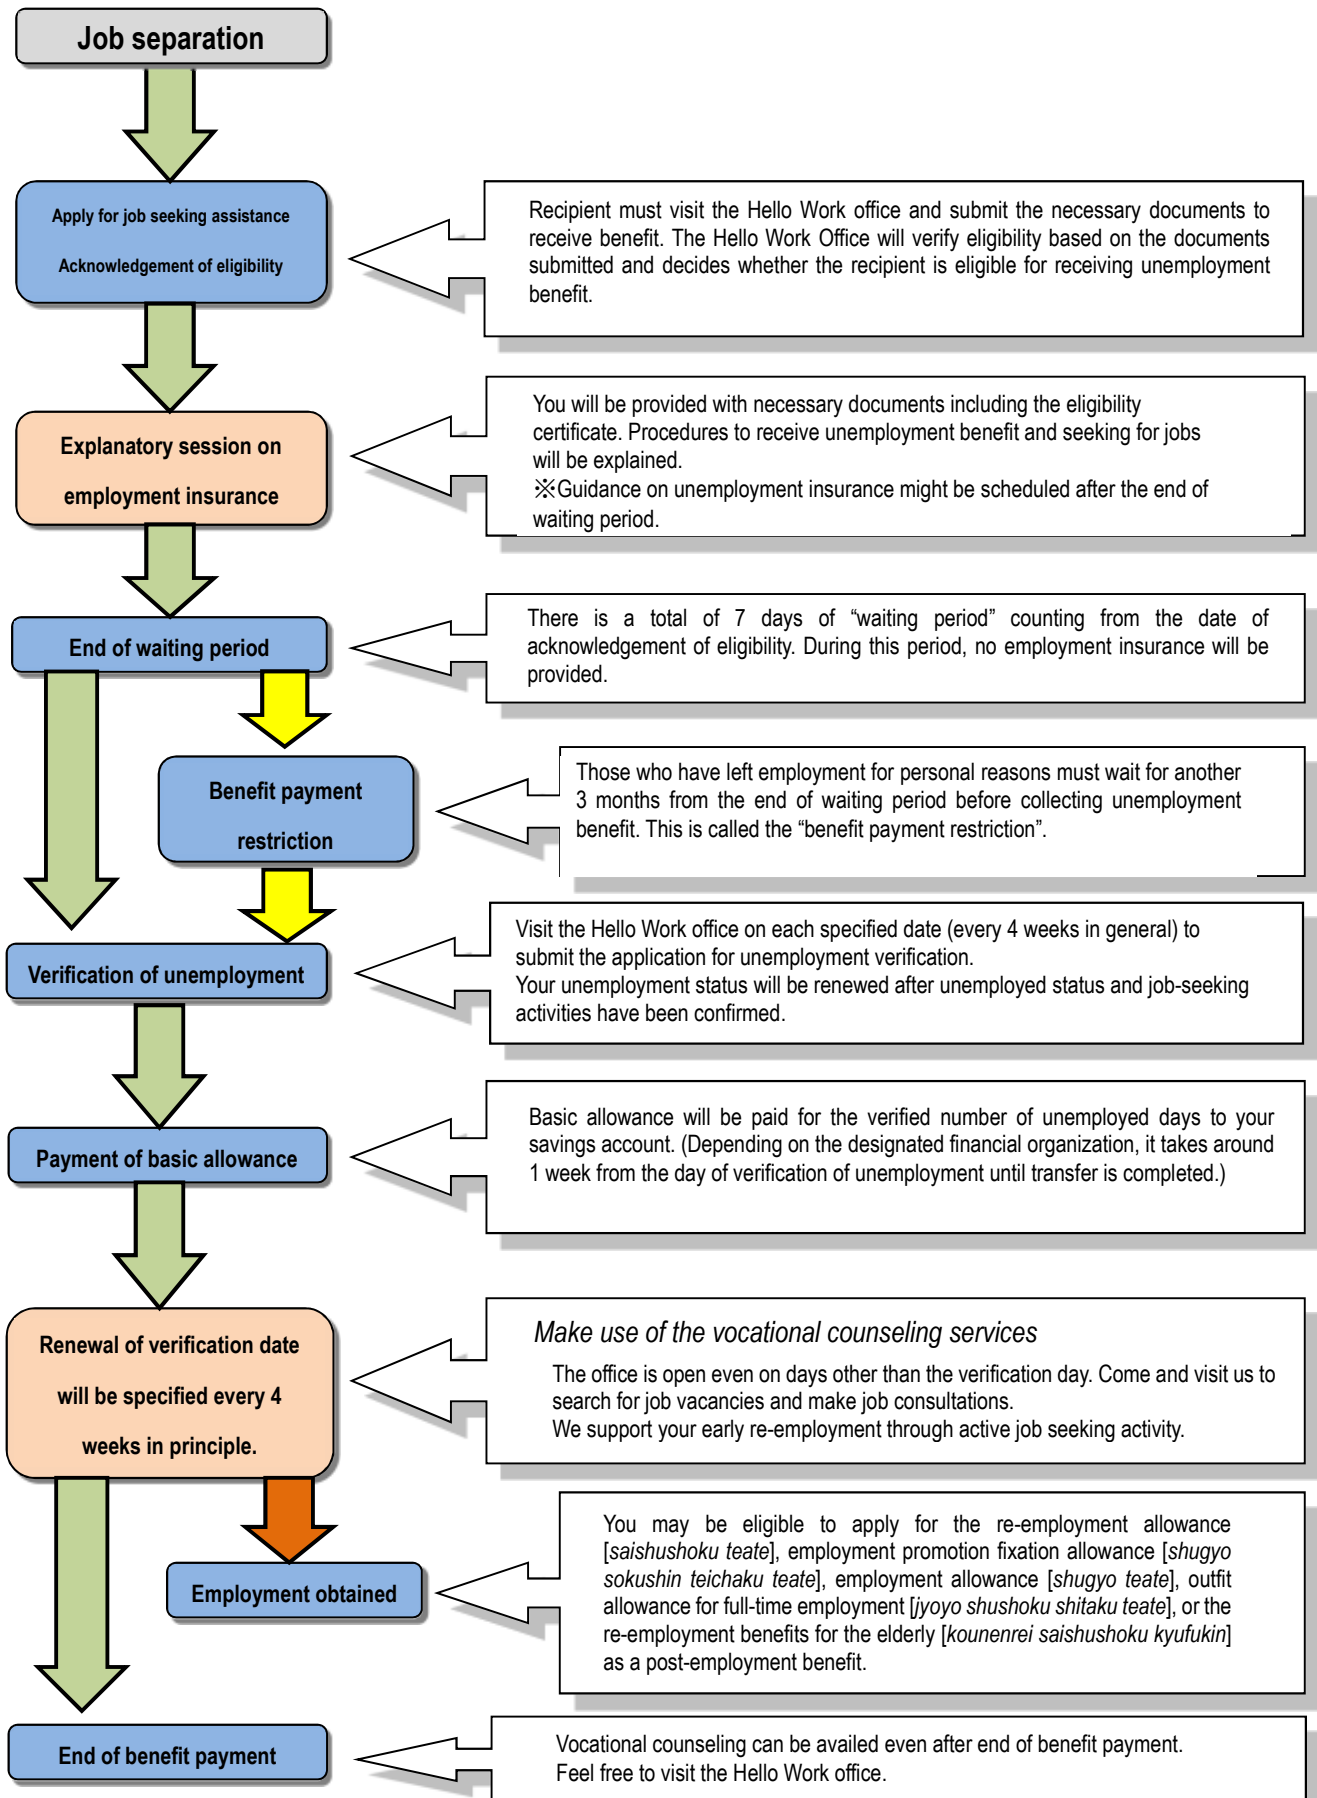 Job separation
Apply for job seeking assistance
Acknowledgement of eligibility
Recipient must visit the Hello Work office and submit the necessary documents to
receive benefit. The Hello Work Office will verify eligibility based on the documents
submitted and decides whether the recipient is eligible for receiving unemployment
benefit.
Explanatory session on
employment insurance
You will be provided with necessary documents including the eligibility
certificate. Procedures to receive unemployment benefit and seeking for jobs
will be explained.
※Guidance on unemployment insurance might be scheduled after the end of
waiting period.
End of waiting period
There is a total of 7 days of “waiting period” counting from the date of
acknowledgement of eligibility. During this period, no employment insurance will be
provided.
Benefit payment
restriction
Those who have left employment for personal reasons must wait for another
3 months from the end of waiting period before collecting unemployment
benefit. This is called the “benefit payment restriction”.
Verification of unemployment
Visit the Hello Work office on each specified date (every 4 weeks in general) to
submit the application for unemployment verification.
Your unemployment status will be renewed after unemployed status and job-seeking
activities have been confirmed.
Payment of basic allowance
Basic allowance will be paid for the verified number of unemployed days to your
savings account. (Depending on the designated financial organization, it takes around
1 week from the day of verification of unemployment until transfer is completed.)
Renewal of verification date
will be specified every 4
weeks in principle.
Make use of the vocational counseling services
The office is open even on days other than the verification day. Come and visit us to
search for job vacancies and make job consultations.
We support your early re-employment through active job seeking activity.
Employment obtained
You may be eligible to apply for the re-employment allowance
[saishushoku teate], employment promotion fixation allowance [shugyo
sokushin teichaku teate], employment allowance [shugyo teate], outfit
allowance for full-time employment [jyoyo shushoku shitaku teate], or the
re-employment benefits for the elderly [kounenrei saishushoku kyufukin]
as a post-employment benefit.
End of benefit payment
Vocational counseling can be availed even after end of benefit payment.
Feel free to visit the Hello Work office.